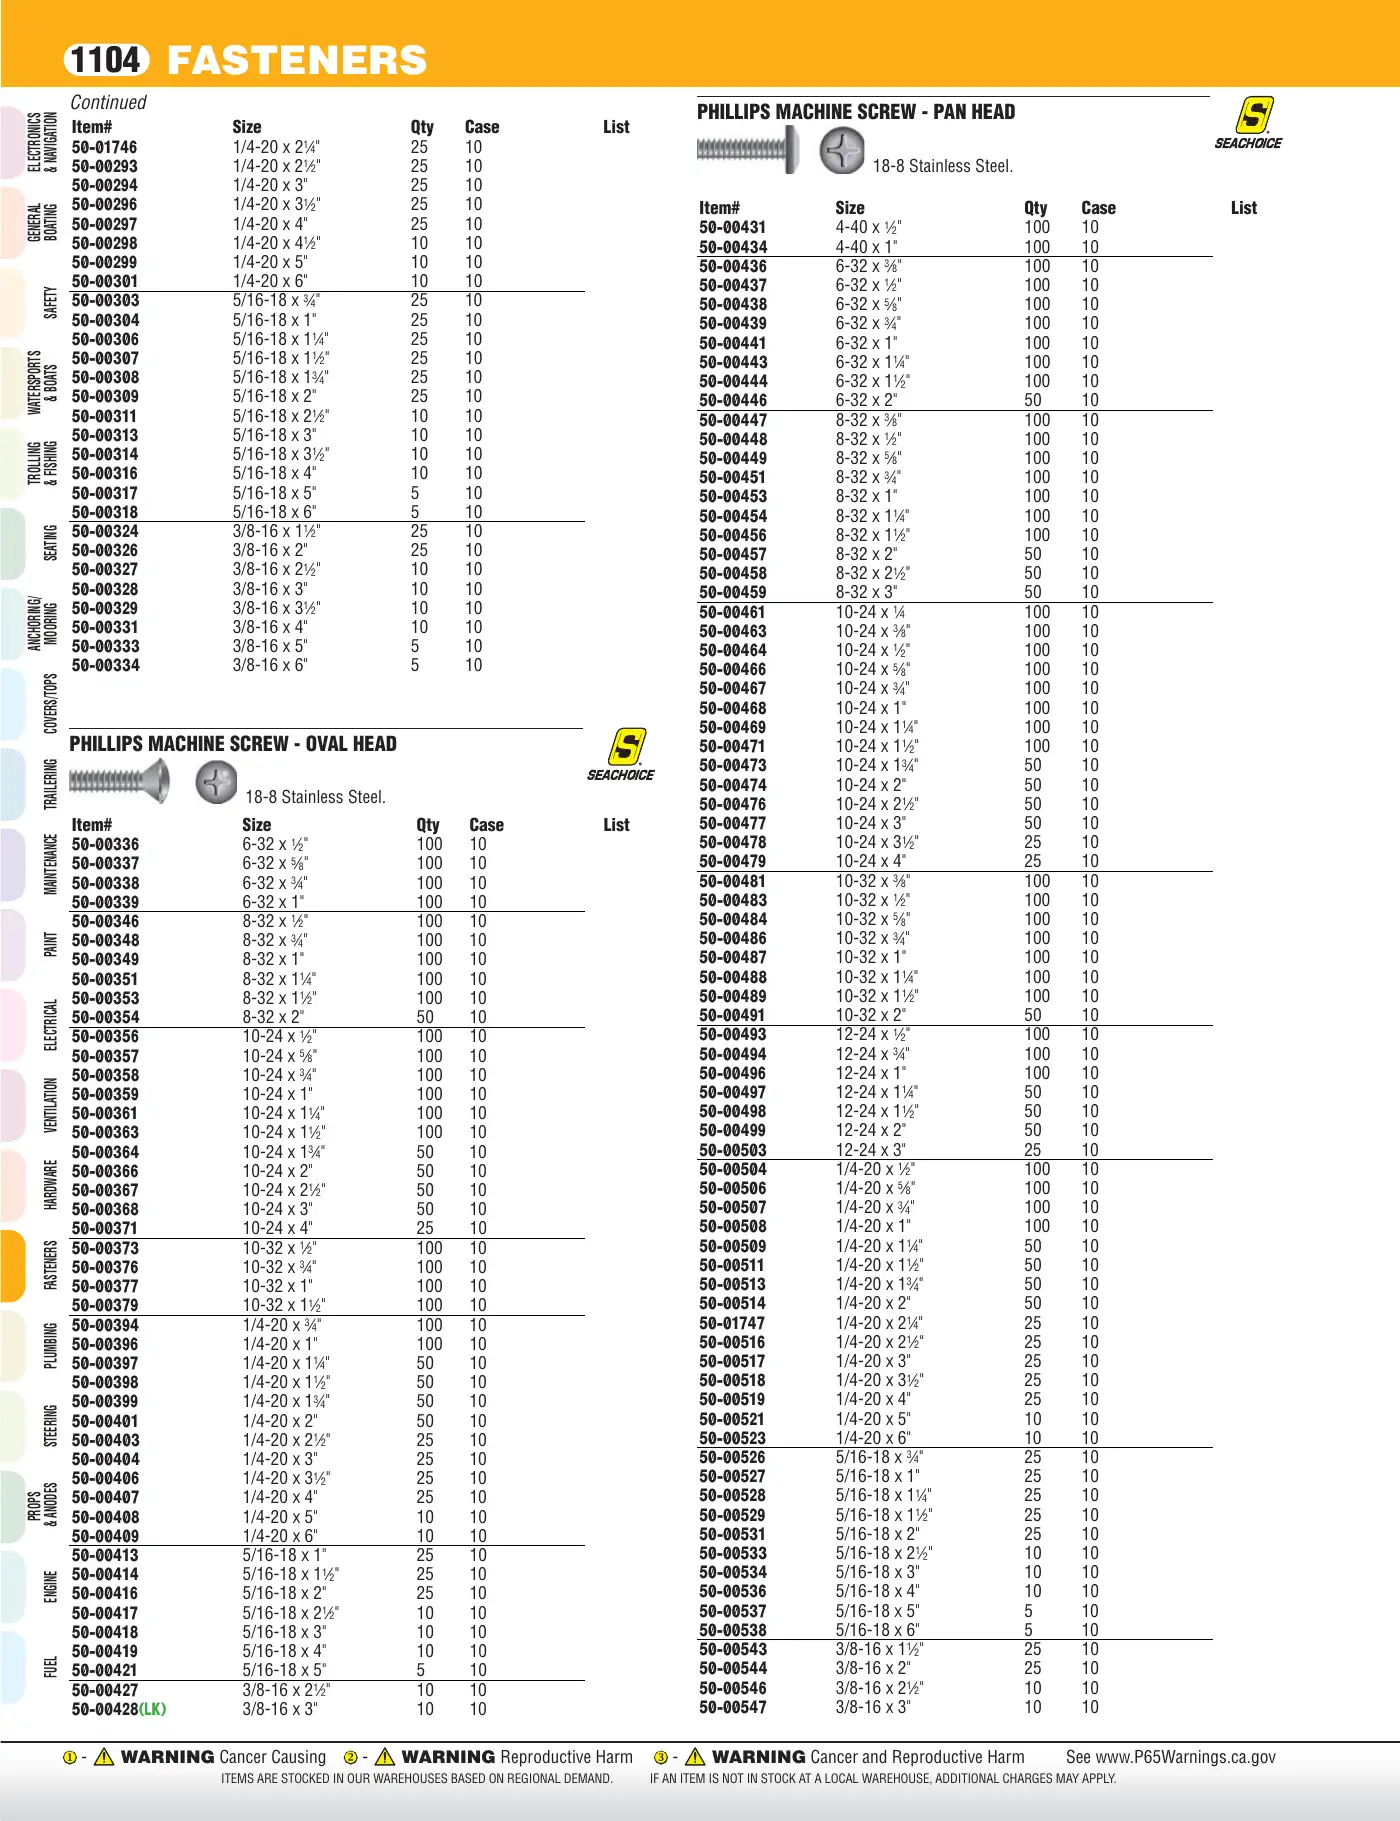 1104 FASTENERS
ELECTRONICS
& NAVIGATION
GENERAL
BOATING
SAFETY
WATERSPORTS
& BOATS
TROLLING
& FISHING
SEATING
ANCHORING/
MOORING
COVERS/TOPS
TRAILERING
MAINTENANCE
PAINT
ELECTRICAL
VENTILATION
HARDWARE
FASTENERS
PLUMBING
STEERING
PROPS
& ANODES
ENGINE
FUEL
Continued
Item# Size Qty Case List
50-01746 1/4-20 x 2¼" 25 10
50-00293 1/4-20 x 2½" 25 10
50-00294 1/4-20 x 3" 25 10
50-00296 1/4-20 x 3½" 25 10
50-00297 1/4-20 x 4" 25 10
50-00298 1/4-20 x 4½" 10 10
50-00299 1/4-20 x 5" 10 10
50-00301 1/4-20 x 6" 10 10
50-00303 5/16-18 x ¾" 25 10
50-00304 5/16-18 x 1" 25 10
50-00306 5/16-18 x 1¼" 25 10
50-00307 5/16-18 x 1½" 25 10
50-00308 5/16-18 x 1¾" 25 10
50-00309 5/16-18 x 2" 25 10
50-00311 5/16-18 x 2½" 10 10
50-00313 5/16-18 x 3" 10 10
50-00314 5/16-18 x 3½" 10 10
50-00316 5/16-18 x 4" 10 10
50-00317 5/16-18 x 5" 5 10
50-00318 5/16-18 x 6" 5 10
50-00324 3/8-16 x 1½" 25 10
50-00326 3/8-16 x 2" 25 10
50-00327 3/8-16 x 2½" 10 10
50-00328 3/8-16 x 3" 10 10
50-00329 3/8-16 x 3½" 10 10
50-00331 3/8-16 x 4" 10 10
50-00333 3/8-16 x 5" 5 10
50-00334 3/8-16 x 6" 5 10
PHILLIPS MACHINE SCREW - OVAL HEAD
S
SEACHOICE
18-8 Stainless Steel.
Item# Size Qty Case List
50-00336 6-32 x ½" 100 10
50-00337 6-32 x ⅝" 100 10
50-00338 6-32 x ¾" 100 10
50-00339 6-32 x 1" 100 10
50-00346 8-32 x ½" 100 10
50-00348 8-32 x ¾" 100 10
50-00349 8-32 x 1" 100 10
50-00351 8-32 x 1¼" 100 10
50-00353 8-32 x 1½" 100 10
50-00354 8-32 x 2" 50 10
50-00356 10-24 x ½" 100 10
50-00357 10-24 x ⅝" 100 10
50-00358 10-24 x ¾" 100 10
50-00359 10-24 x 1" 100 10
50-00361 10-24 x 1¼" 100 10
50-00363 10-24 x 1½" 100 10
50-00364 10-24 x 1¾" 50 10
50-00366 10-24 x 2" 50 10
50-00367 10-24 x 2½" 50 10
50-00368 10-24 x 3" 50 10
50-00371 10-24 x 4" 25 10
50-00373 10-32 x ½" 100 10
50-00376 10-32 x ¾" 100 10
50-00377 10-32 x 1" 100 10
50-00379 10-32 x 1½" 100 10
50-00394 1/4-20 x ¾" 100 10
50-00396 1/4-20 x 1" 100 10
50-00397 1/4-20 x 1¼" 50 10
50-00398 1/4-20 x 1½" 50 10
50-00399 1/4-20 x 1¾" 50 10
50-00401 1/4-20 x 2" 50 10
50-00403 1/4-20 x 2½" 25 10
50-00404 1/4-20 x 3" 25 10
50-00406 1/4-20 x 3½" 25 10
50-00407 1/4-20 x 4" 25 10
50-00408 1/4-20 x 5" 10 10
50-00409 1/4-20 x 6" 10 10
50-00413 5/16-18 x 1" 25 10
50-00414 5/16-18 x 1½" 25 10
50-00416 5/16-18 x 2" 25 10
50-00417 5/16-18 x 2½" 10 10
50-00418 5/16-18 x 3" 10 10
50-00419 5/16-18 x 4" 10 10
50-00421 5/16-18 x 5" 5 10
50-00427 3/8-16 x 2½" 10 10
50-00428(LK) 3/8-16 x 3" 10 10
PHILLIPS MACHINE SCREW - PAN HEAD
S
SEACHOICE
18-8 Stainless Steel.
Item# Size Qty Case List
50-00431 4-40 x ½" 100 10
50-00434 4-40 x 1" 100 10
50-00436 6-32 x ⅜" 100 10
50-00437 6-32 x ½" 100 10
50-00438 6-32 x ⅝" 100 10
50-00439 6-32 x ¾" 100 10
50-00441 6-32 x 1" 100 10
50-00443 6-32 x 1¼" 100 10
50-00444 6-32 x 1½" 100 10
50-00446 6-32 x 2" 50 10
50-00447 8-32 x ⅜" 100 10
50-00448 8-32 x ½" 100 10
50-00449 8-32 x ⅝" 100 10
50-00451 8-32 x ¾" 100 10
50-00453 8-32 x 1" 100 10
50-00454 8-32 x 1¼" 100 10
50-00456 8-32 x 1½" 100 10
50-00457 8-32 x 2" 50 10
50-00458 8-32 x 2½" 50 10
50-00459 8-32 x 3" 50 10
50-00461 10-24 x ¼ 100 10
50-00463 10-24 x ⅜" 100 10
50-00464 10-24 x ½" 100 10
50-00466 10-24 x ⅝" 100 10
50-00467 10-24 x ¾" 100 10
50-00468 10-24 x 1" 100 10
50-00469 10-24 x 1¼" 100 10
50-00471 10-24 x 1½" 100 10
50-00473 10-24 x 1¾" 50 10
50-00474 10-24 x 2" 50 10
50-00476 10-24 x 2½" 50 10
50-00477 10-24 x 3" 50 10
50-00478 10-24 x 3½" 25 10
50-00479 10-24 x 4" 25 10
50-00481 10-32 x ⅜" 100 10
50-00483 10-32 x ½" 100 10
50-00484 10-32 x ⅝" 100 10
50-00486 10-32 x ¾" 100 10
50-00487 10-32 x 1" 100 10
50-00488 10-32 x 1¼" 100 10
50-00489 10-32 x 1½" 100 10
50-00491 10-32 x 2" 50 10
50-00493 12-24 x ½" 100 10
50-00494 12-24 x ¾" 100 10
50-00496 12-24 x 1" 100 10
50-00497 12-24 x 1¼" 50 10
50-00498 12-24 x 1½" 50 10
50-00499 12-24 x 2" 50 10
50-00503 12-24 x 3" 25 10
50-00504 1/4-20 x ½" 100 10
50-00506 1/4-20 x ⅝" 100 10
50-00507 1/4-20 x ¾" 100 10
50-00508 1/4-20 x 1" 100 10
50-00509 1/4-20 x 1¼" 50 10
50-00511 1/4-20 x 1½" 50 10
50-00513 1/4-20 x 1¾" 50 10
50-00514 1/4-20 x 2" 50 10
50-01747 1/4-20 x 2¼" 25 10
50-00516 1/4-20 x 2½" 25 10
50-00517 1/4-20 x 3" 25 10
50-00518 1/4-20 x 3½" 25 10
50-00519 1/4-20 x 4" 25 10
50-00521 1/4-20 x 5" 10 10
50-00523 1/4-20 x 6" 10 10
50-00526 5/16-18 x ¾" 25 10
50-00527 5/16-18 x 1" 25 10
50-00528 5/16-18 x 1¼" 25 10
50-00529 5/16-18 x 1½" 25 10
50-00531 5/16-18 x 2" 25 10
50-00533 5/16-18 x 2½" 10 10
50-00534 5/16-18 x 3" 10 10
50-00536 5/16-18 x 4" 10 10
50-00537 5/16-18 x 5" 5 10
50-00538 5/16-18 x 6" 5 10
50-00543 3/8-16 x 1½" 25 10
50-00544 3/8-16 x 2" 25 10
50-00546 3/8-16 x 2½" 10 10
50-00547 3/8-16 x 3" 10 10
1 - ! WARNING Cancer Causing 2 - ! WARNING Reproductive Harm 3 - ! WARNING Cancer and Reproductive Harm See www.P65Warnings.ca.gov
ITEMS ARE STOCKED IN OUR WAREHOUSES BASED ON REGIONAL DEMAND. IF AN ITEM IS NOT IN STOCK AT A LOCAL WAREHOUSE, ADDITIONAL CHARGES MAY APPLY.